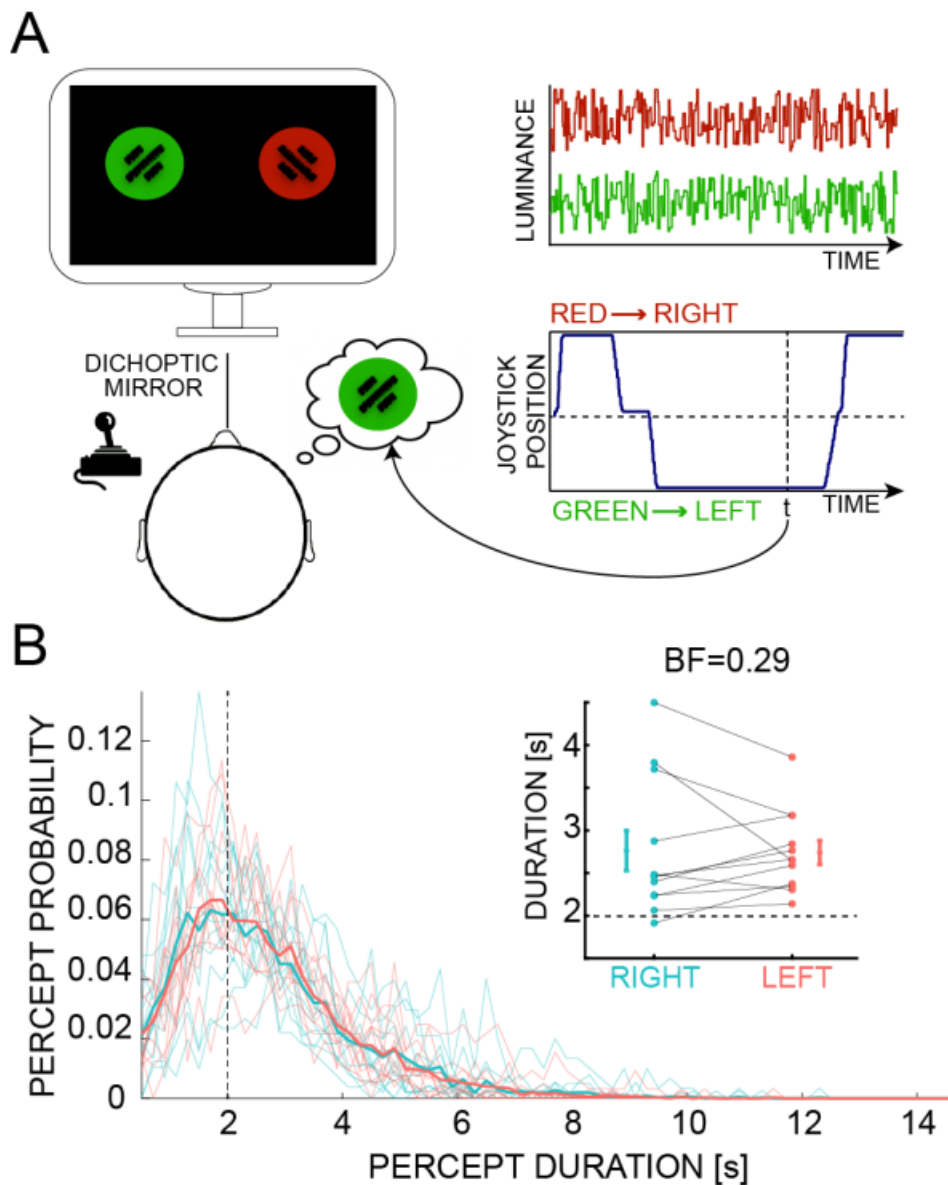 A
LUMINANCE
TIME
DICHOPTIC
MIRROR
RED → RIGHT
JOYSTICK
POSITION
GREEN → LEFT
t
TIME
B
BF=0.29
PERCEPT PROBABILITY
0.12
0.1
0.08
0.06
0.04
0.02
0
2
4
6
8
10
12
14
PERCEPT DURATION [s]
DURATION [s]
4
3
2
RIGHT
LEFT